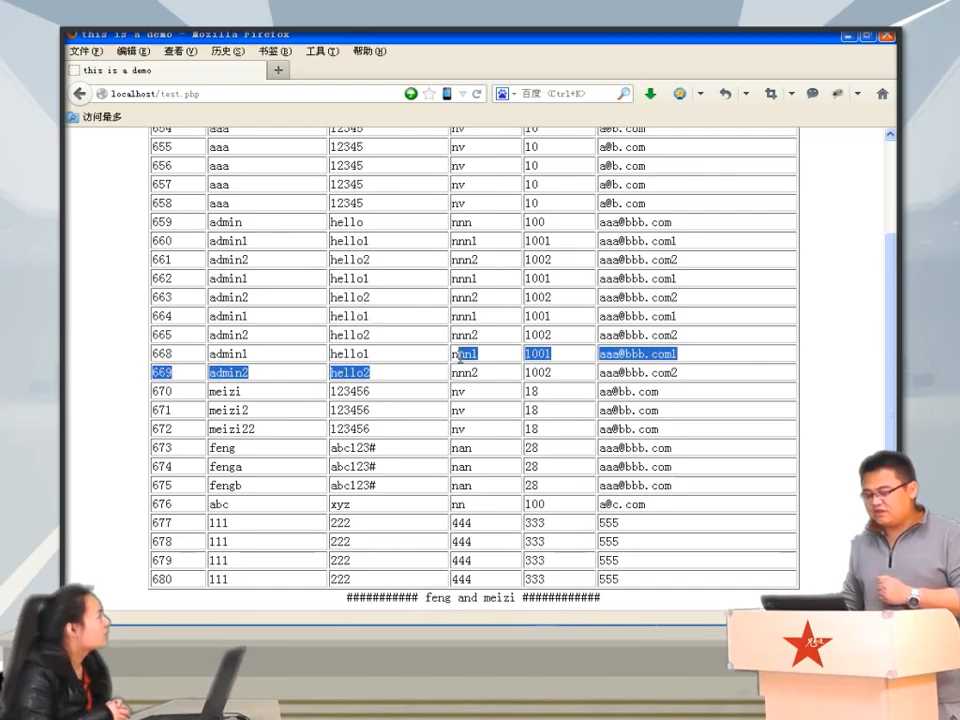 this is a demo - Mozilla Firefox
文件(F) 编辑(E) 查看(V) 历史(S) 书签(B) 工具(T) 帮助(H)
this is a demo
localhost/test.php 百度 <Ctrl+K>
访问最多
654 aaa 12345 nv 10 a@b.com
655 aaa 12345 nv 10 a@b.com
656 aaa 12345 nv 10 a@b.com
657 aaa 12345 nv 10 a@b.com
658 aaa 12345 nv 10 a@b.com
659 admin hello nnn 100 aaa@bbb.com
660 admin1 hello1 nnn1 1001 aaa@bbb.com1
661 admin2 hello2 nnn2 1002 aaa@bbb.com2
662 admin1 hello1 nnn1 1001 aaa@bbb.com1
663 admin2 hello2 nnn2 1002 aaa@bbb.com2
664 admin1 hello1 nnn1 1001 aaa@bbb.com1
665 admin2 hello2 nnn2 1002 aaa@bbb.com2
668 admin1 hello1 nnn1 1001 aaa@bbb.com1
669 admin2 hello2 nnn2 1002 aaa@bbb.com2
670 meizi 123456 nv 18 aa@bb.com
671 meizi2 123456 nv 18 aa@bb.com
672 meizi22 123456 nv 18 aa@bb.com
673 feng abc123# nan 28 aaa@bb.com
674 fenga abc123# nan 28 aaa@bb.com
675 fengb abc123# nan 28 aaa@bb.com
676 abc xyz nn 100 a@c.com
677 111 222 444 333 555
678 111 222 444 333 555
679 111 222 444 333 555
680 111 222 444 333 555
########### feng and meizi ############